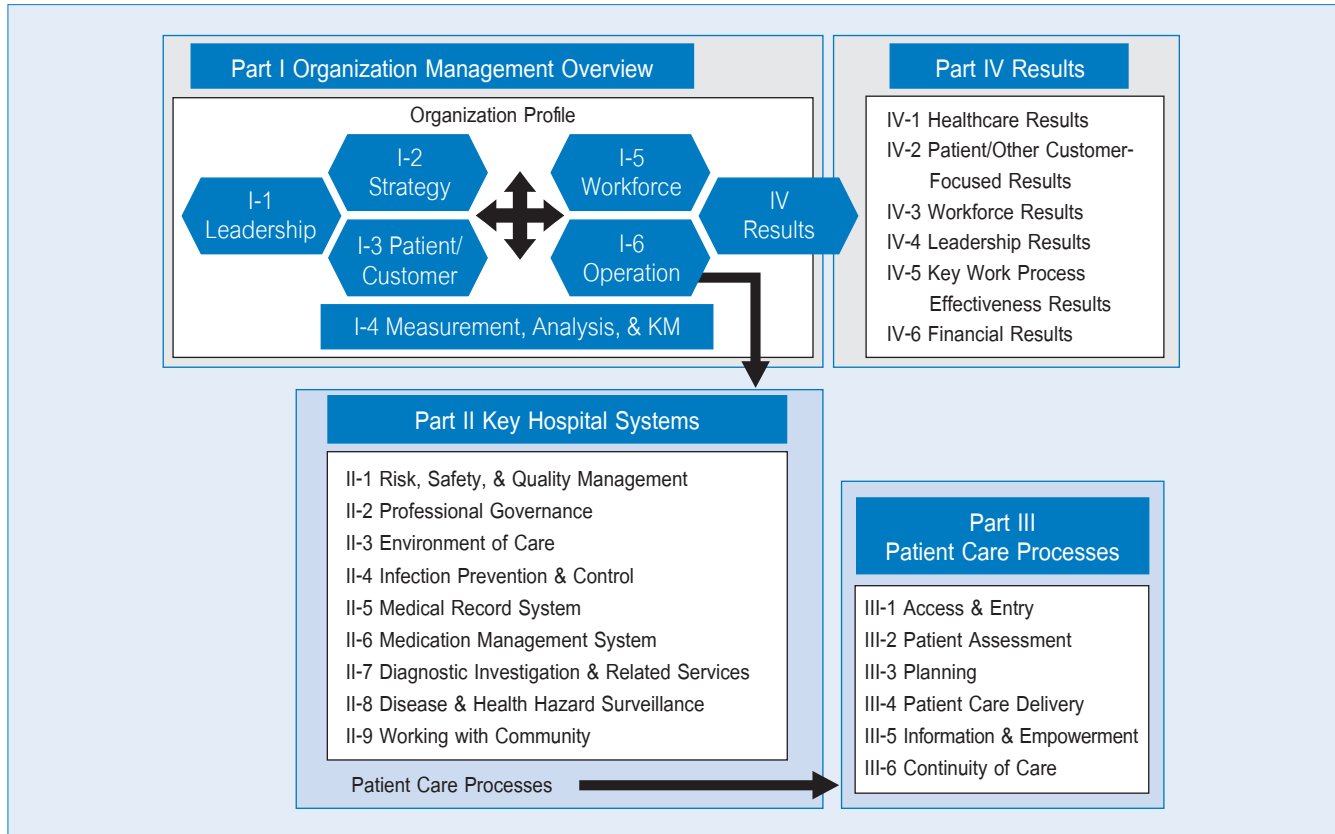 Part I Organization Management Overview
Organization Profile
I-1
Leadership
I-2
Strategy
I-3 Patient/
Customer
I-5
Workforce
I-6
Operation
IV
Results
I-4 Measurement, Analysis, & KM
Part IV Results
IV-1 Healthcare Results
IV-2 Patient/Other Customer-
Focused Results
IV-3 Workforce Results
IV-4 Leadership Results
IV-5 Key Work Process
Effectiveness Results
IV-6 Financial Results
Part II Key Hospital Systems
II-1 Risk, Safety, & Quality Management
II-2 Professional Governance
II-3 Environment of Care
II-4 Infection Prevention & Control
II-5 Medical Record System
II-6 Medication Management System
II-7 Diagnostic Investigation & Related Services
II-8 Disease & Health Hazard Surveillance
II-9 Working with Community
Patient Care Processes
Part III
Patient Care Processes
III-1 Access & Entry
III-2 Patient Assessment
III-3 Planning
III-4 Patient Care Delivery
III-5 Information & Empowerment
III-6 Continuity of Care